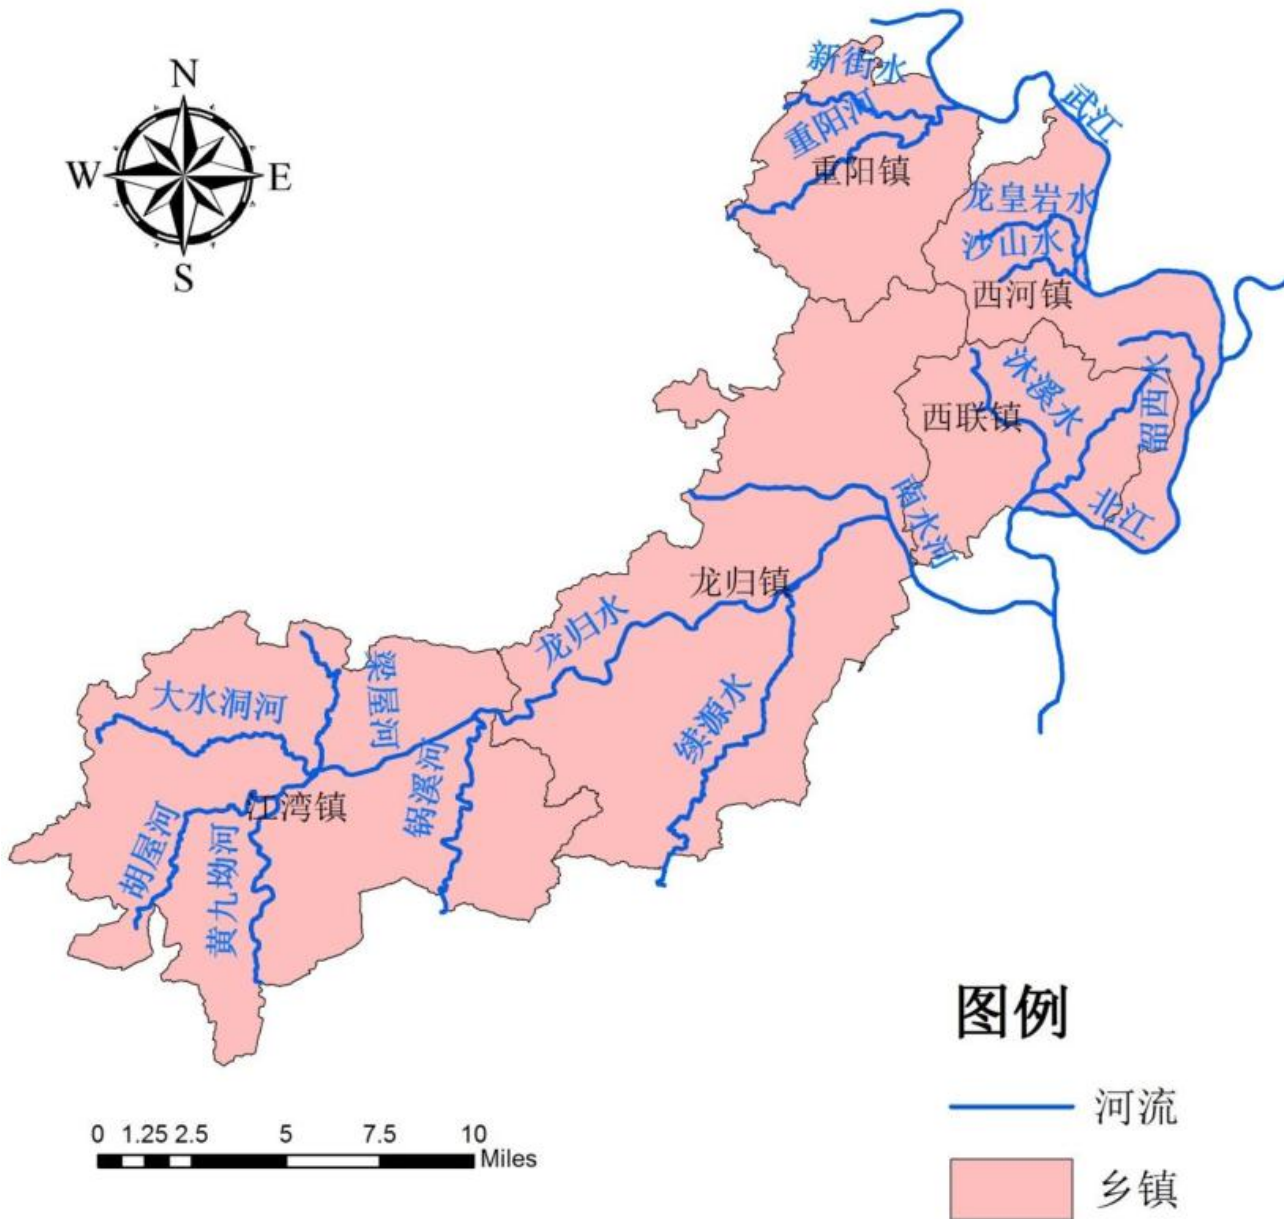 N
W
E
S
新街水
武江
重阳河
重阳镇
龙皇岩水
沙山水
西河镇
沐溪水
韶西水
西联镇
北江
南水河
龙归镇
龙归水
梁屋河
大水洞河
续源水
锅溪河
江湾镇
胡屋河
黄九坳河
图例
河流
乡镇
0 1.25 2.5 5 7.5 10
Miles